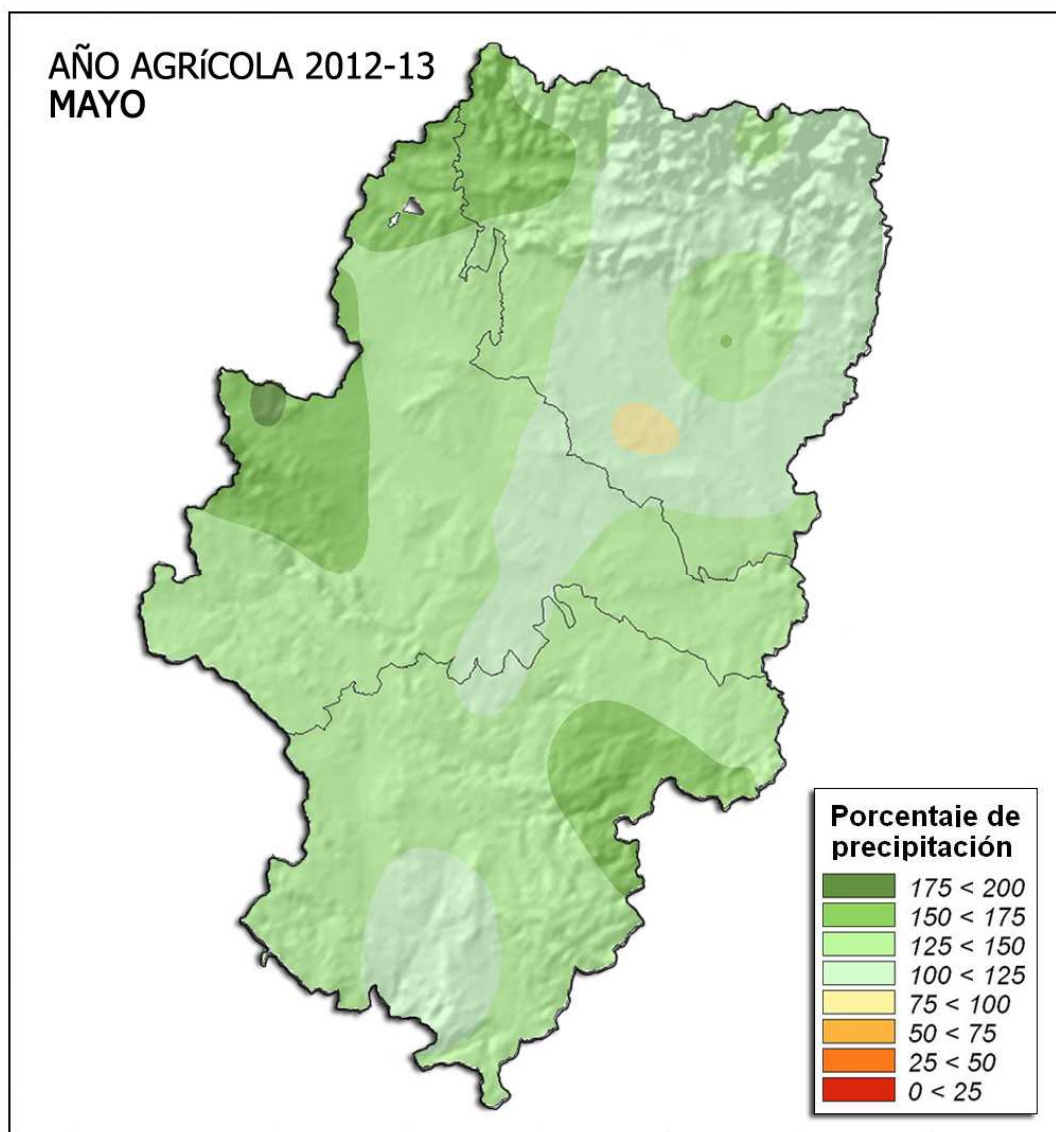 AÑO AGRíCOLA 2012-13
MAYO
Porcentaje de
precipitación
175 < 200
150 < 175
125 < 150
100 < 125
75 < 100
50 < 75
25 < 50
0 < 25